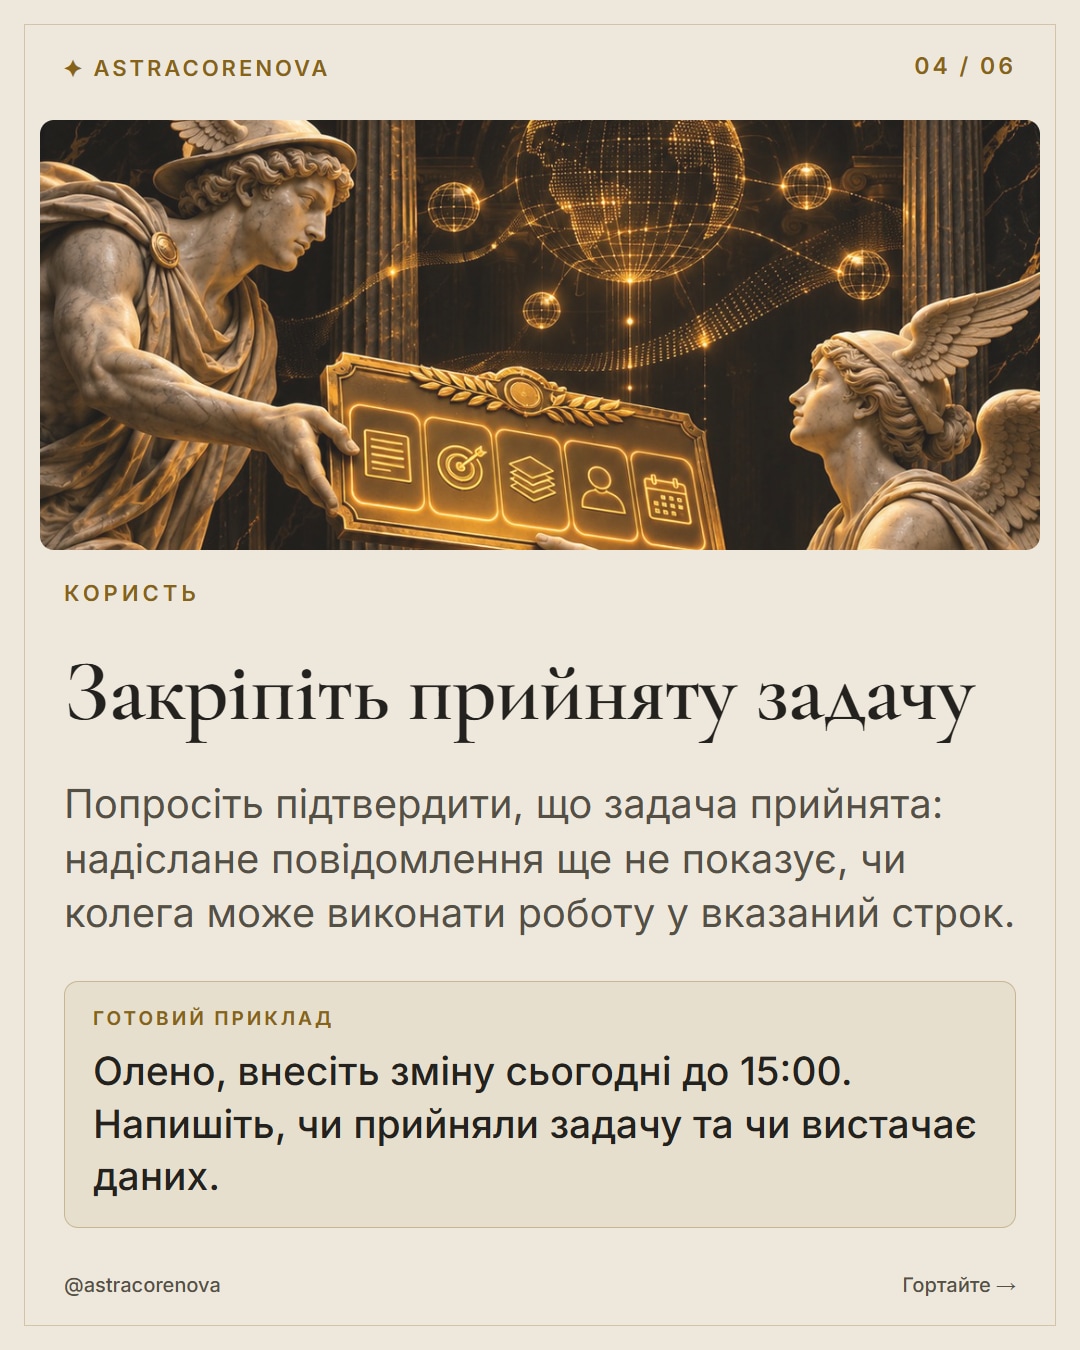 ✦ ASTRACORENOVA
04 / 06
КОРИСТЬ
Закріпіть прийняту задачу
Попросіть підтвердити, що задача прийнята:
надіслане повідомлення ще не показує, чи
колега може виконати роботу у вказаний строк.
ГОТОВИЙ ПРИКЛАД
Олено, внесіть зміну сьогодні до 15:00.
Напишіть, чи прийняли задачу та чи вистачає
даних.
@astracorenova
Гортайте →